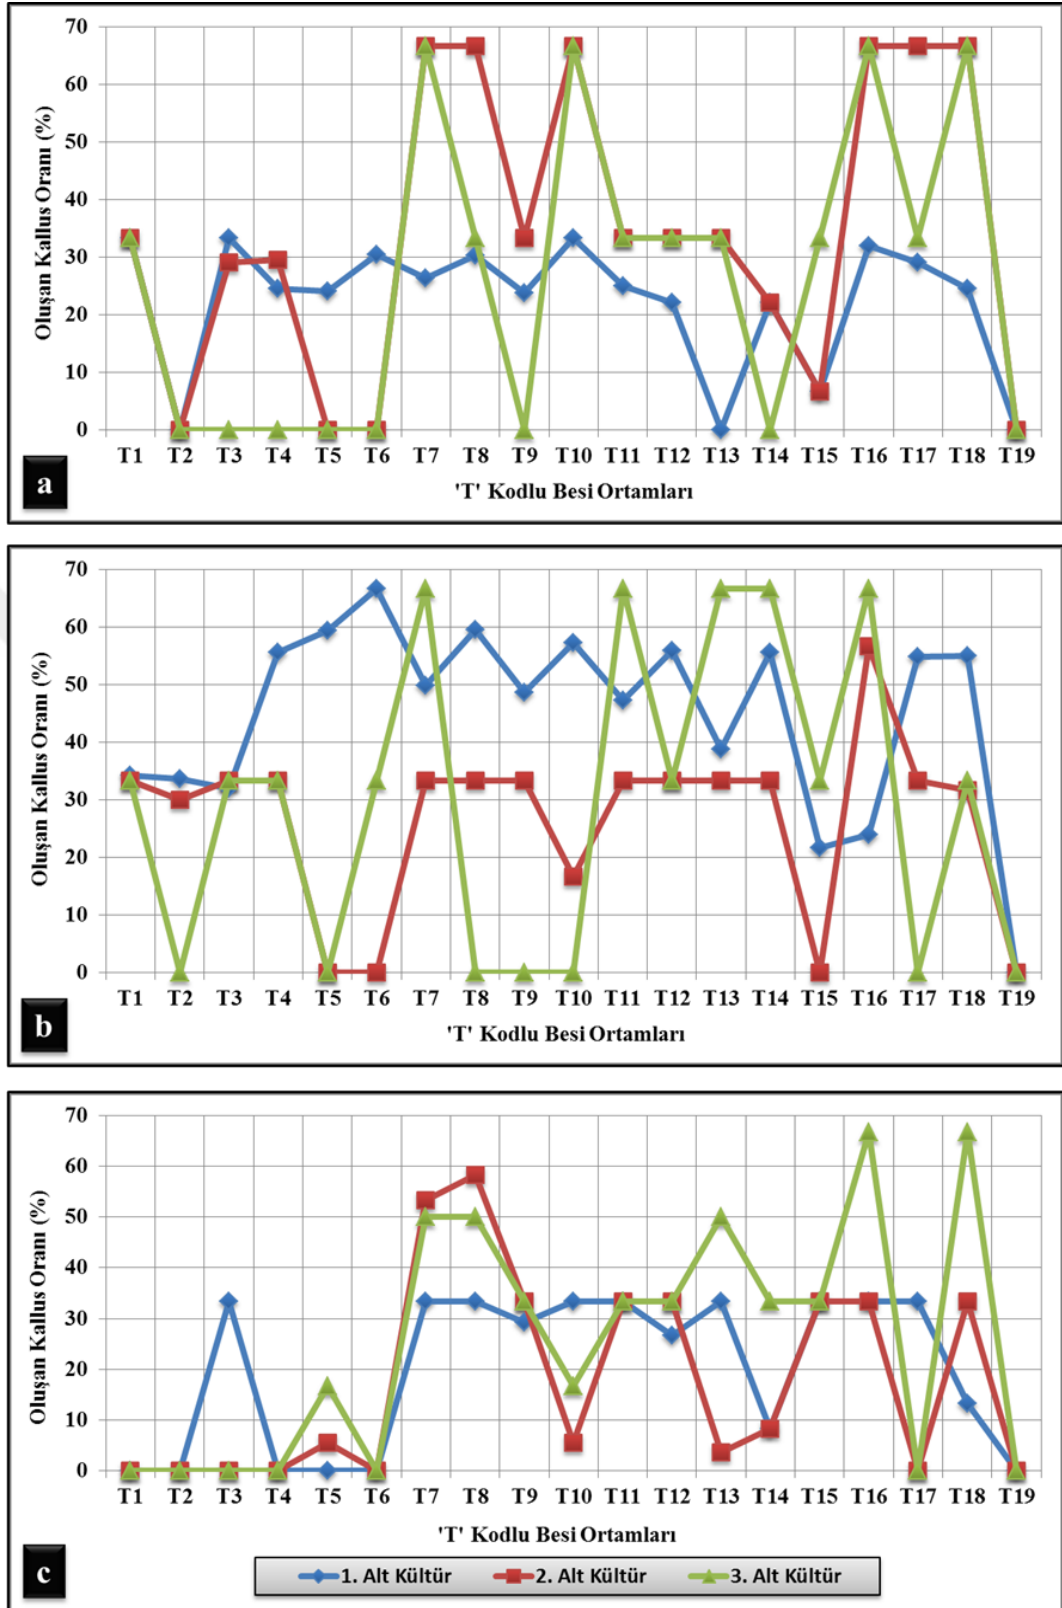 70
60
50
40
30
20
10
0
Oluşan Kallus Oranı (%)
T1 T2 T3 T4 T5 T6 T7 T8 T9 T10 T11 T12 T13 T14 T15 T16 T17 T18 T19
'T' Kodlu Besi Ortamları
a
70
60
50
40
30
20
10
0
Oluşan Kallus Oranı (%)
T1 T2 T3 T4 T5 T6 T7 T8 T9 T10 T11 T12 T13 T14 T15 T16 T17 T18 T19
'T' Kodlu Besi Ortamları
b
70
60
50
40
30
20
10
0
Oluşan Kallus Oranı (%)
T1 T2 T3 T4 T5 T6 T7 T8 T9 T10 T11 T12 T13 T14 T15 T16 T17 T18 T19
'T' Kodlu Besi Ortamları
c
1. Alt Kültür 2. Alt Kültür 3. Alt Kültür